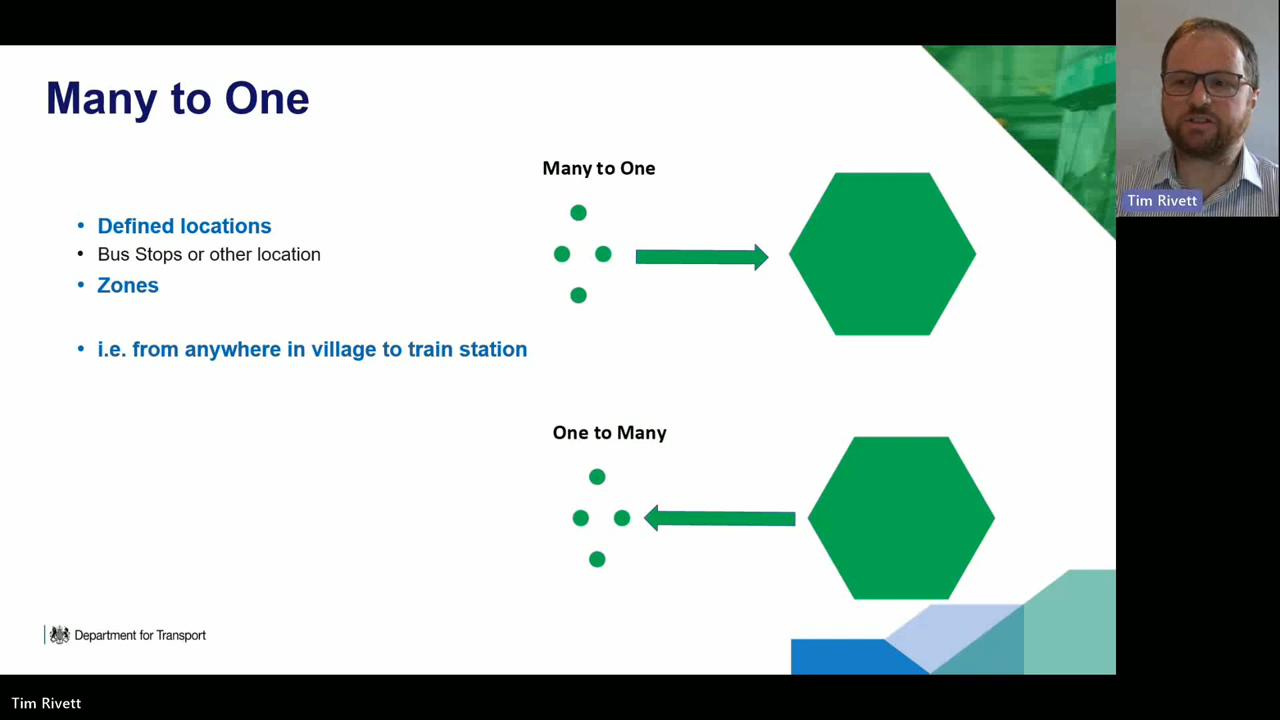 Many to One
Many to One
• Defined locations
• Bus Stops or other location
• Zones
• i.e. from anywhere in village to train station
One to Many
Department for Transport
Tim Rivett
Tim Rivett